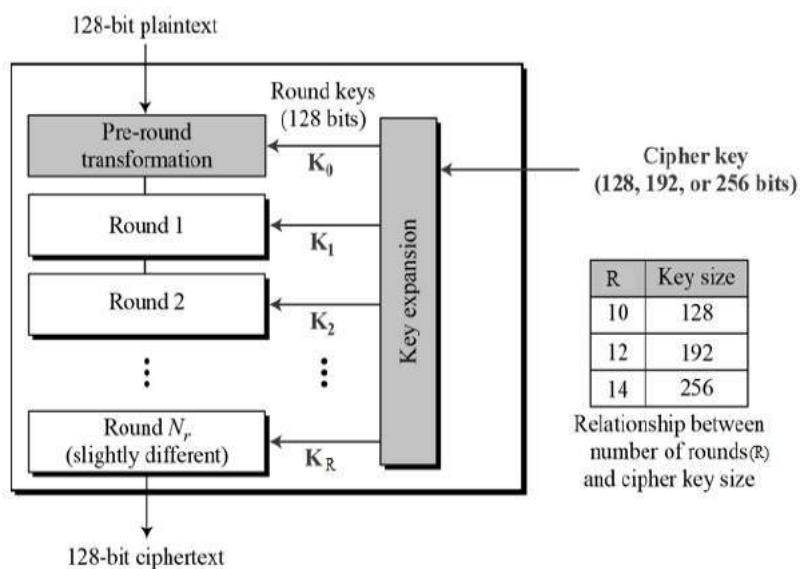 128-bit plaintext
Round keys
(128 bits)
Pre-round
transformation
K₀
Cipher key
(128, 192, or 256 bits)
Round 1
K₁
Round 2
K₂
Key expansion
R Key size
10 128
12 192
14 256
Relationship between
number of rounds(R)
and cipher key size
Round Nᵣ
(slightly different)
K_R
128-bit ciphertext